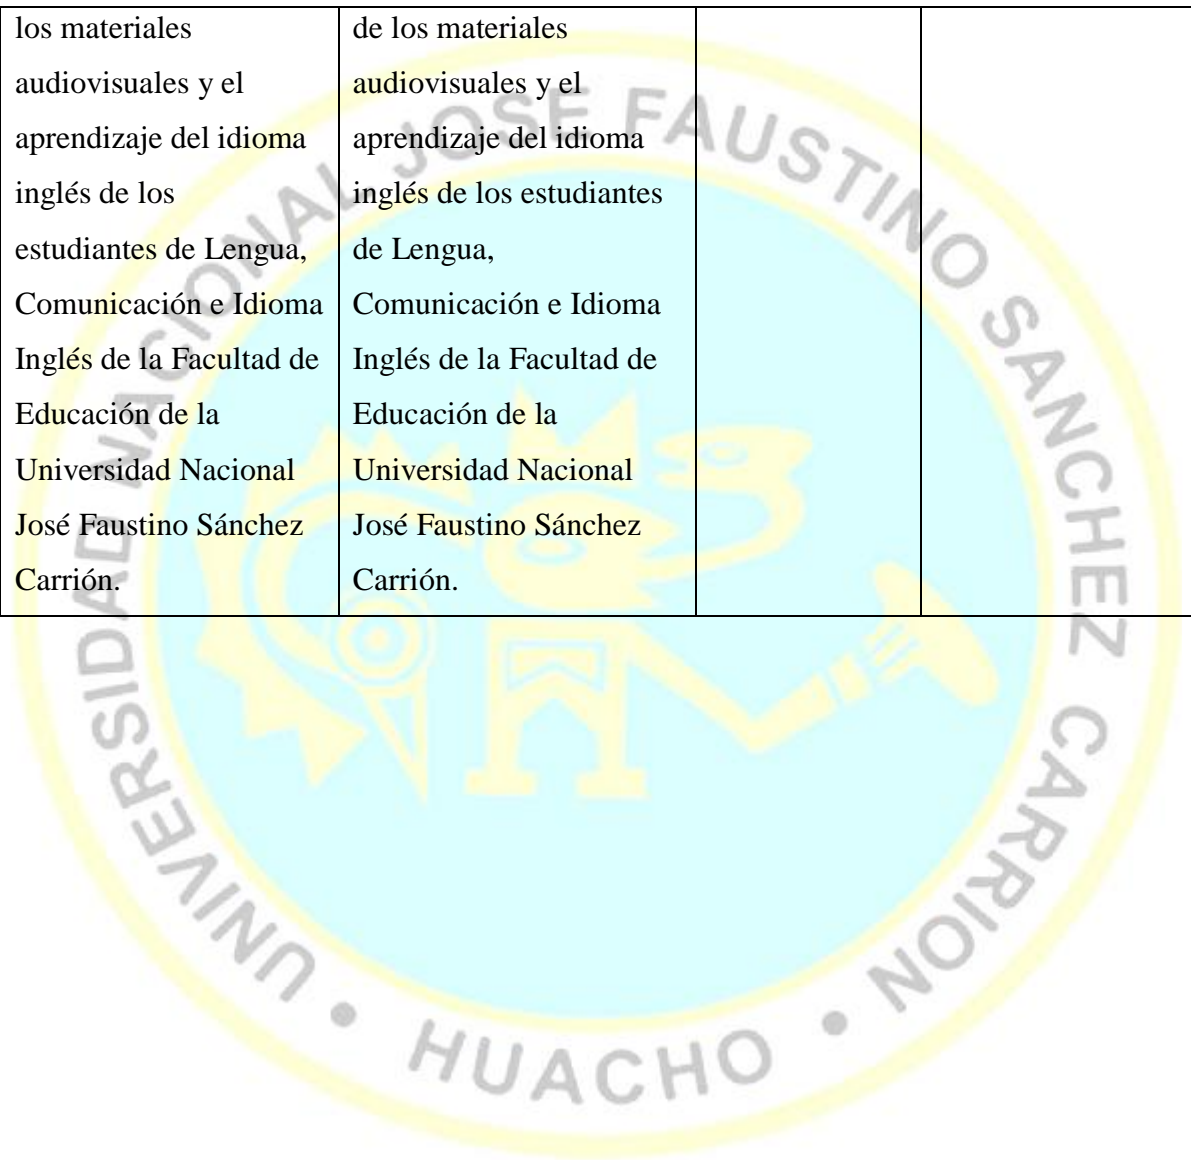 los materiales
audiovisuales y el
aprendizaje del idioma
inglés de los
estudiantes de Lengua,
Comunicación e Idioma
Inglés de la Facultad de
Educación de la
Universidad Nacional
José Faustino Sánchez
Carrión.
de los materiales
audiovisuales y el
aprendizaje del idioma
inglés de los estudiantes
de Lengua,
Comunicación e Idioma
Inglés de la Facultad de
Educación de la
Universidad Nacional
José Faustino Sánchez
Carrión.
UNIVERSIDAD NACIONAL JOSE FAUSTINO SANCHEZ CARRION
• HUACHO •